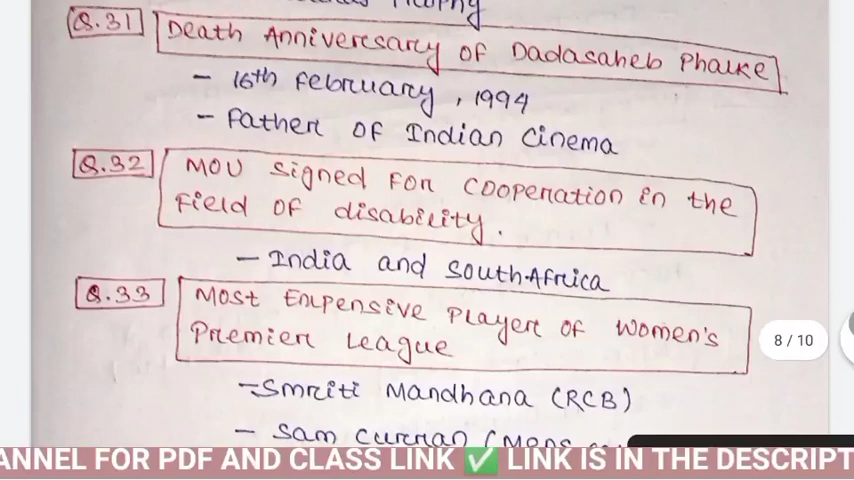 Trophy
Q.31 Death Anniversary of Dadasaheb Phalke
- 16th February, 1994
- Father of Indian Cinema
Q.32 MOU signed for cooperation in the
Field of disability.
- India and South-Africa
Q.33 Most Expensive Player of Women's
Premier League
8 / 10
- Smriti Mandhana (RCB)
- Sam Curran (Mens
ANNEL FOR PDF AND CLASS LINK ✅ LINK IS IN THE DESCRIPT